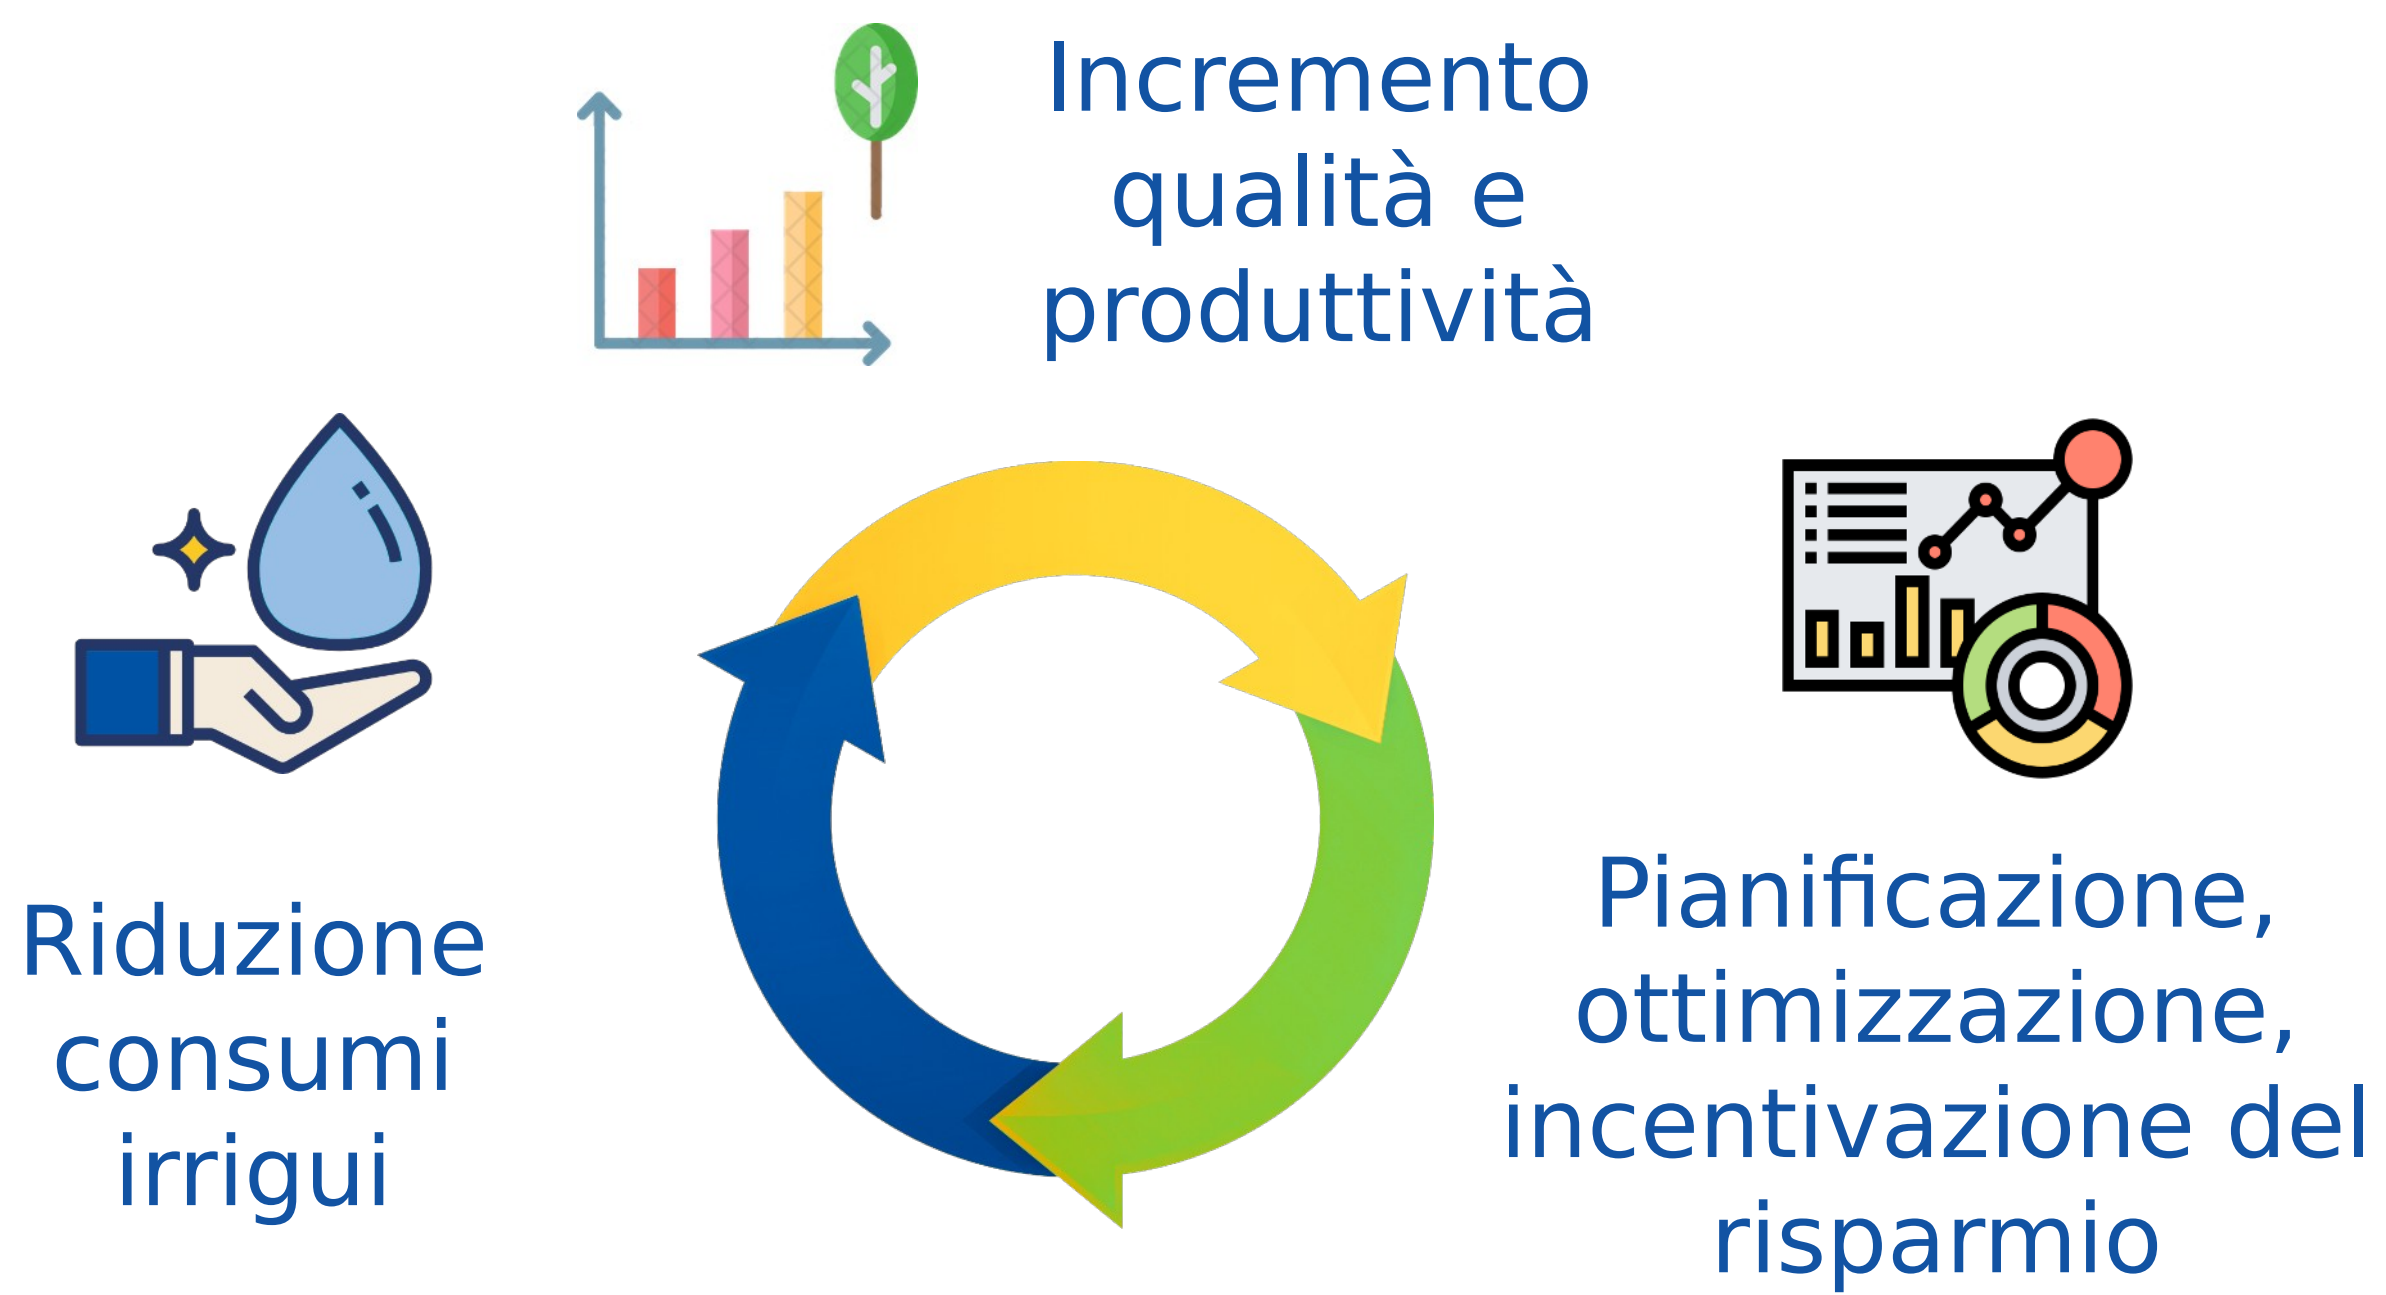 Incremento
qualità e
produttività
Riduzione
consumi
irrigui
Pianificazione,
ottimizzazione,
incentivazione del
risparmio